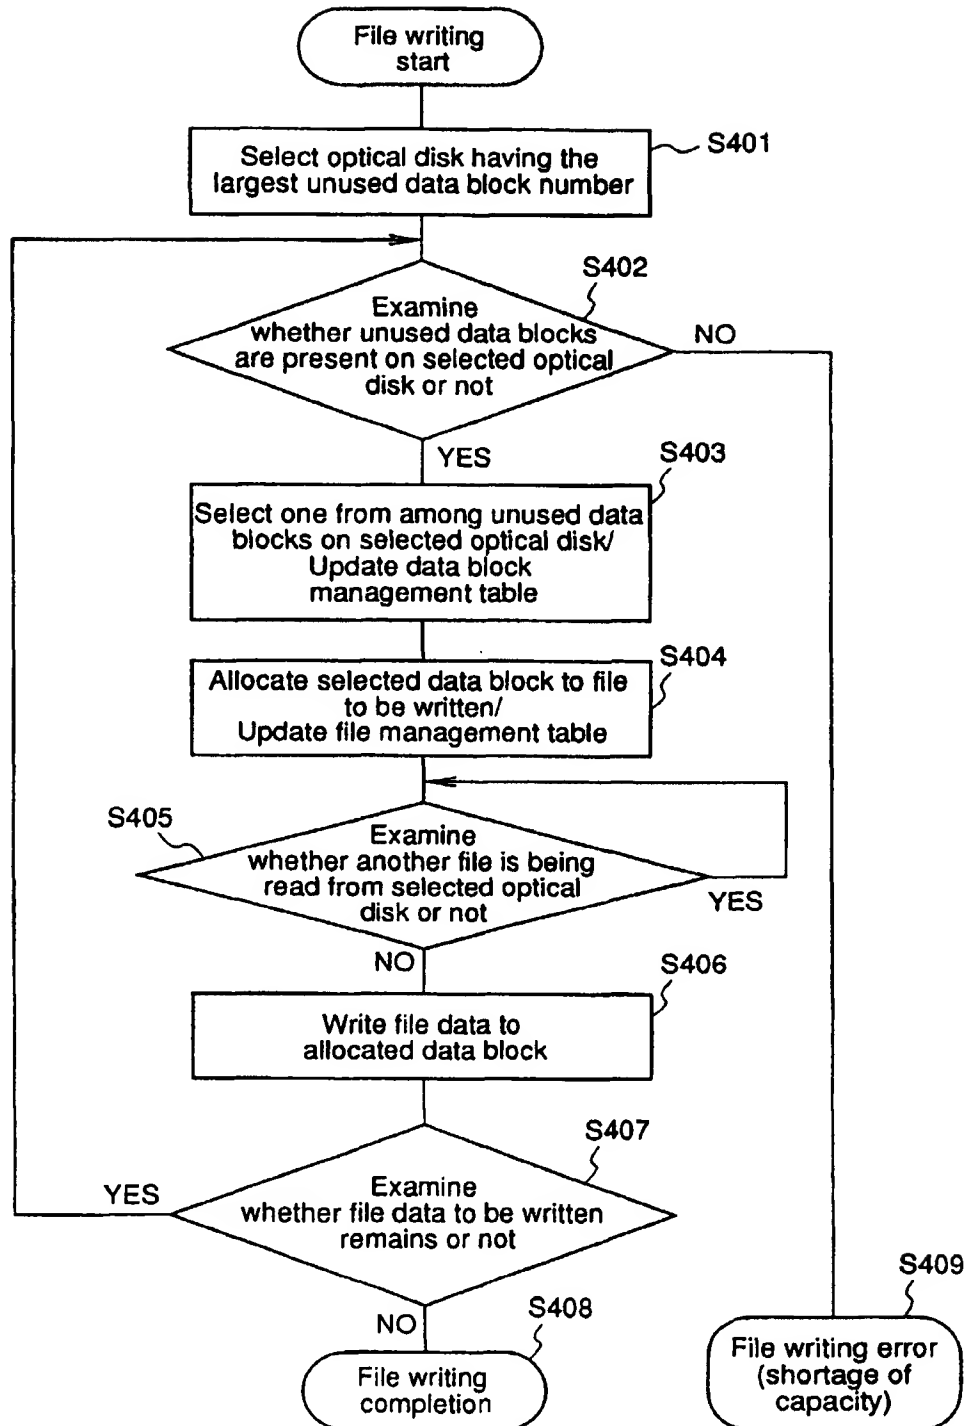 File writing
start
S401
Select optical disk having the
largest unused data block number
S402
Examine
whether unused data blocks
are present on selected optical
disk or not
NO
YES
S403
Select one from among unused data
blocks on selected optical disk/
Update data block
management table
S404
Allocate selected data block to file
to be written/
Update file management table
S405
Examine
whether another file is being
read from selected optical
disk or not
YES
NO
S406
Write file data to
allocated data block
S407
YES
Examine
whether file data to be written
remains or not
NO
S408
File writing
completion
S409
File writing error
(shortage of
capacity)